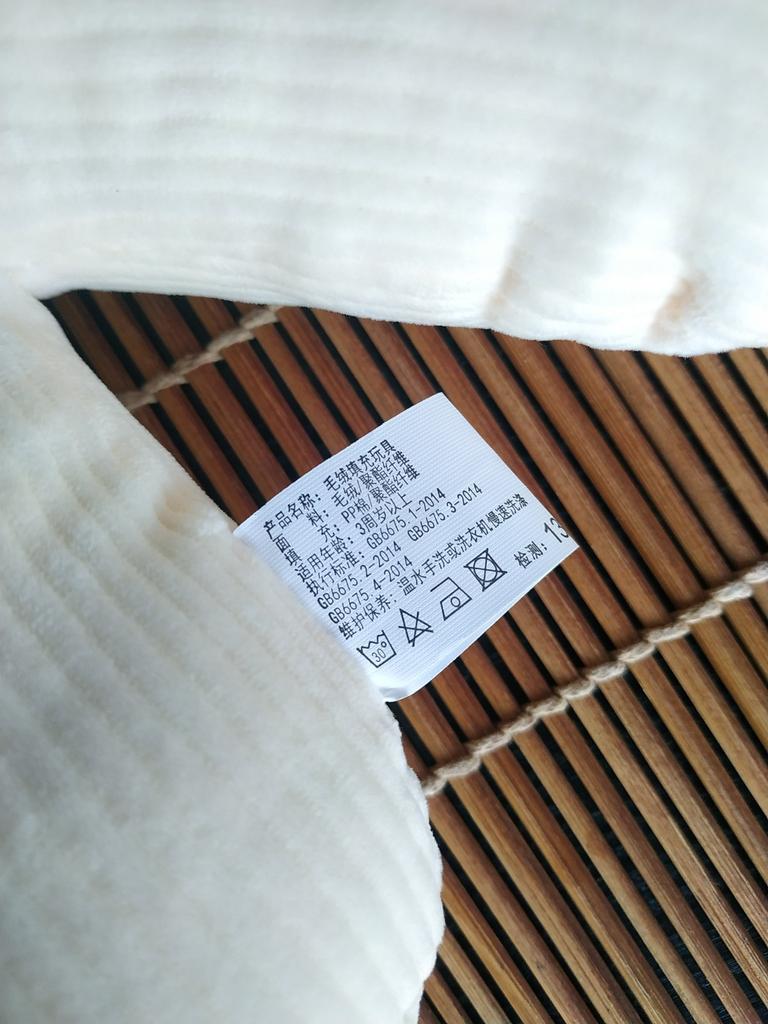 产品名称：毛绒填充玩具
面　料：毛绒/聚酯纤维
填　充：PP棉/聚酯纤维
适用年龄：3周岁以上
执行标准：GB6675.1-2014
GB6675.2-2014 GB6675.3-2014
GB6675.4-2014
维护保养：温水手洗或洗衣机慢速洗涤
30° 检测：13